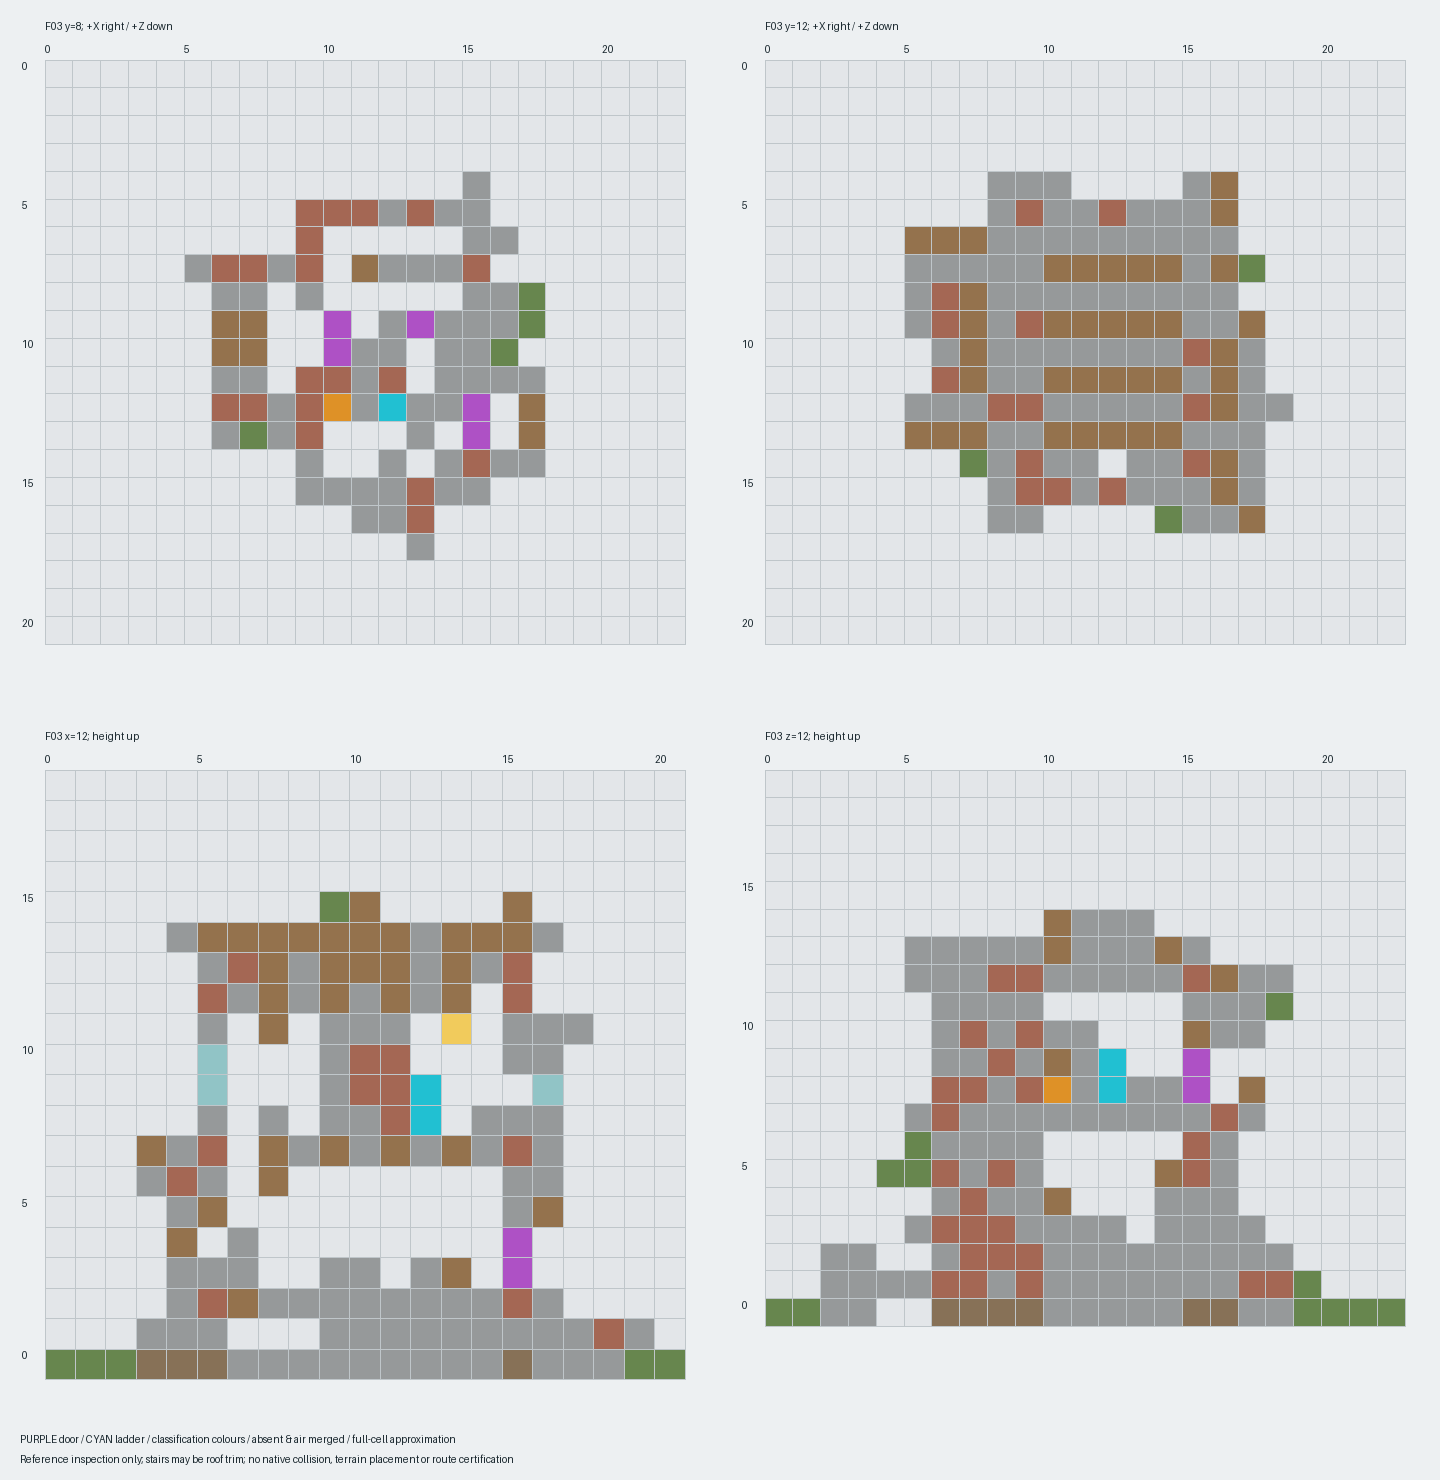 F03 y=8; +X right / +Z down
F03 y=12; +X right / +Z down
0 5 10 15 20
0 5 10 15 20
0
0
5
5
10
10
15
15
20
20
F03 x=12; height up
F03 z=12; height up
0 5 10 15 20
0 5 10 15 20
15
15
10
10
5
5
0
0
PURPLE door / CYAN ladder / classification colours / absent & air merged / full-cell approximation
Reference inspection only; stairs may be roof trim; no native collision, terrain placement or route certification